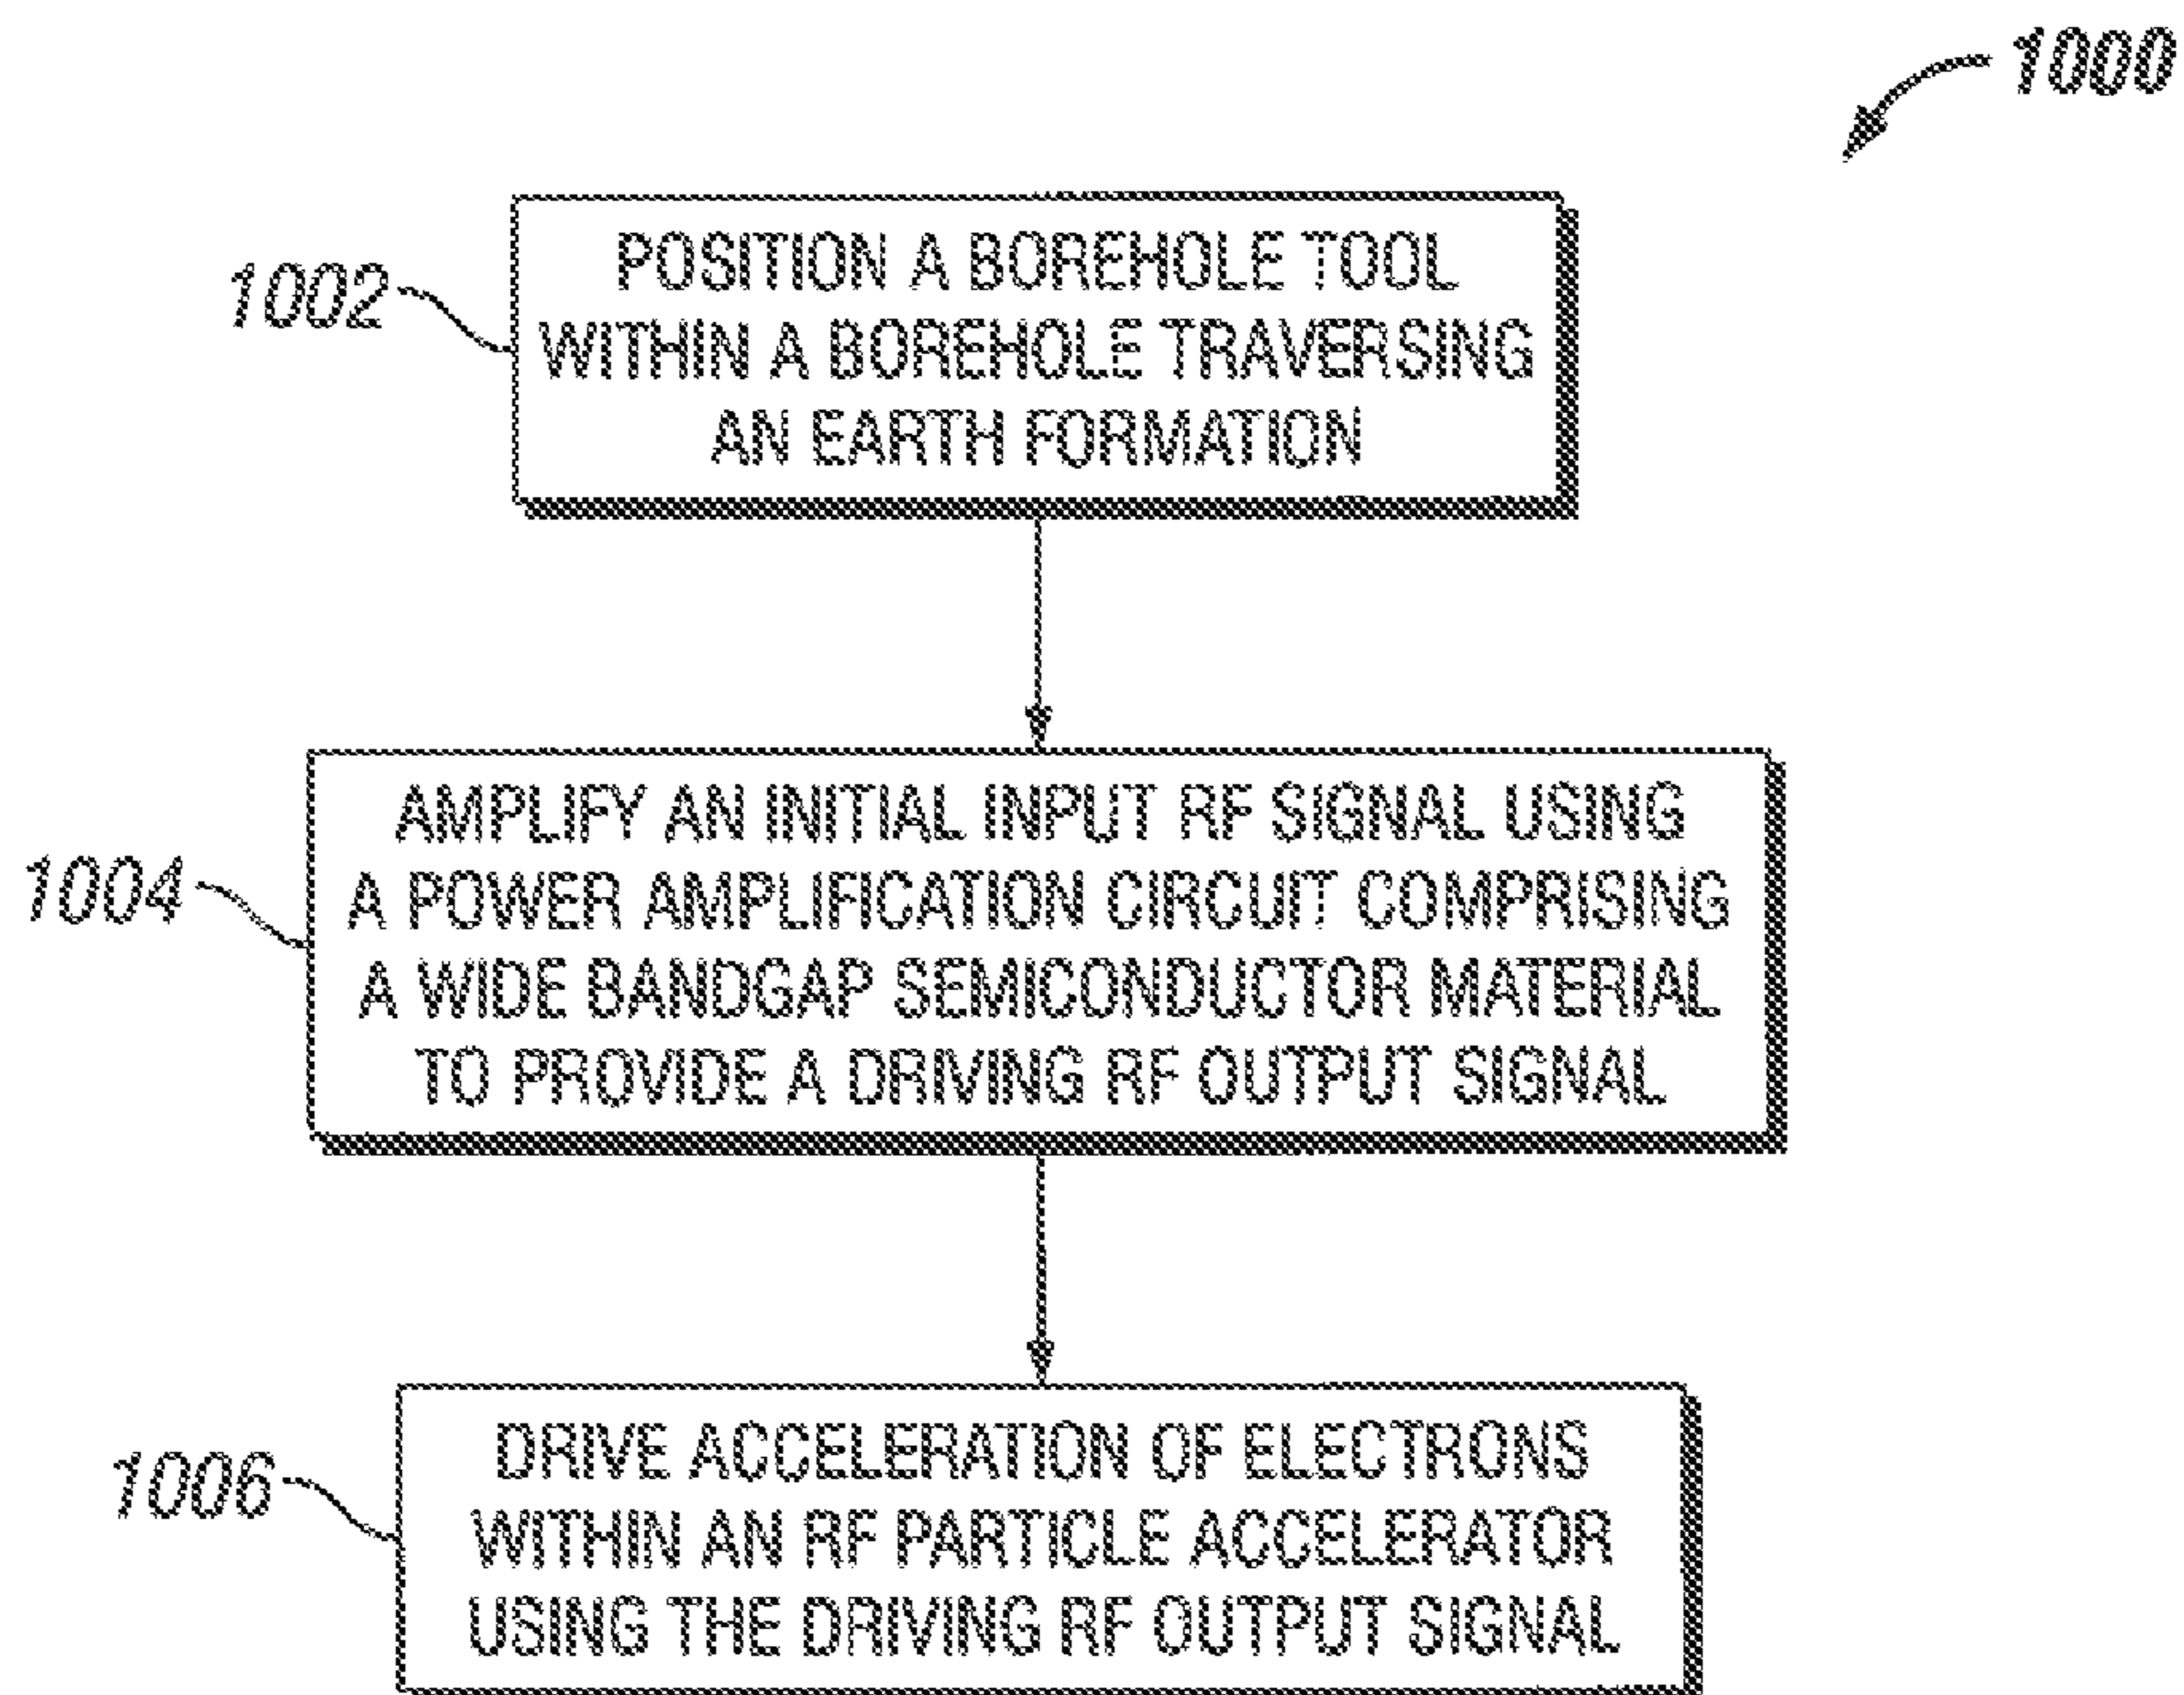 1000
1002
POSITION A BOREHOLE TOOL
WITHIN A BOREHOLE TRAVERSING
AN EARTH FORMATION
1004
AMPLIFY AN INITIAL INPUT RF SIGNAL USING
A POWER AMPLIFICATION CIRCUIT COMPRISING
A WIDE BANDGAP SEMICONDUCTOR MATERIAL
TO PROVIDE A DRIVING RF OUTPUT SIGNAL
1006
DRIVE ACCELERATION OF ELECTRONS
WITHIN AN RF PARTICLE ACCELERATOR
USING THE DRIVING RF OUTPUT SIGNAL